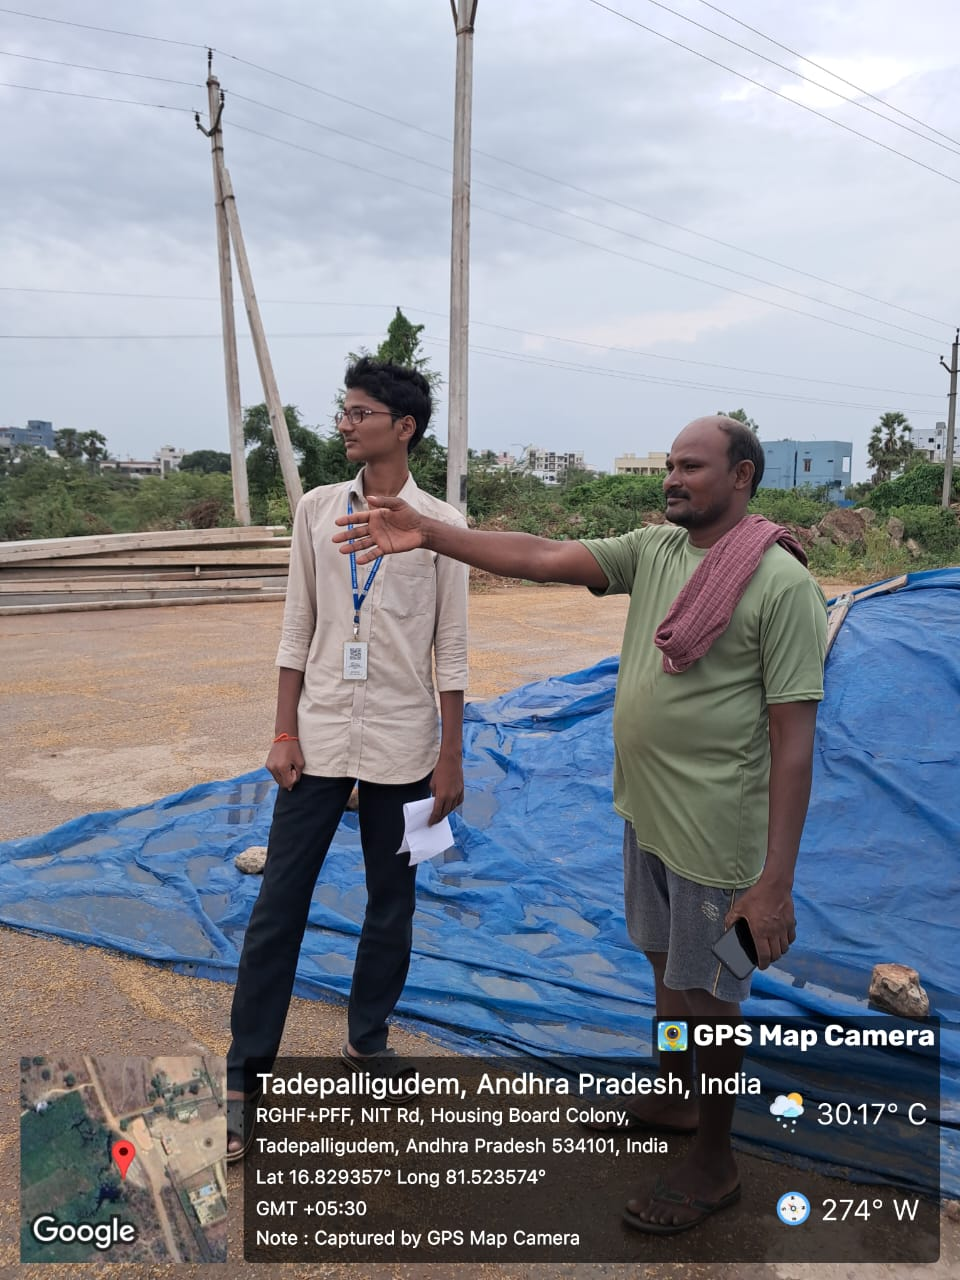 GPS Map Camera
Tadepalligudem, Andhra Pradesh, India
RGHF+PFF, NIT Rd, Housing Board Colony,
Tadepalligudem, Andhra Pradesh 534101, India
Lat 16.829357° Long 81.523574°
GMT +05:30
Note : Captured by GPS Map Camera
30.17° C
274° W
Google